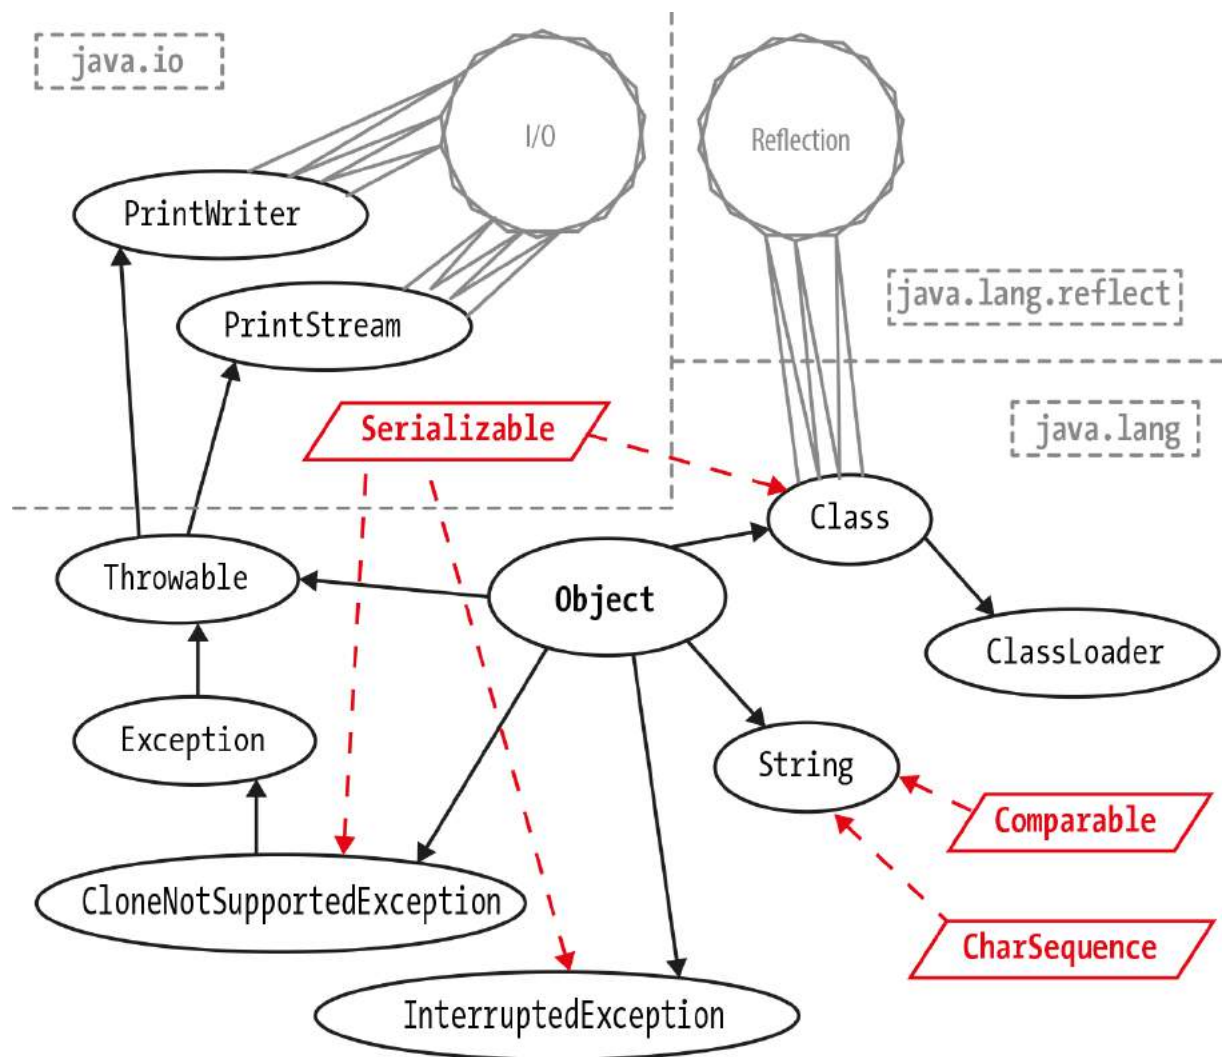 java.io
I/O
Reflection
PrintWriter
java.lang.reflect
PrintStream
Serializable
java.lang
Class
Throwable
Object
ClassLoader
Exception
String
Comparable
CloneNotSupportedException
CharSequence
InterruptedException